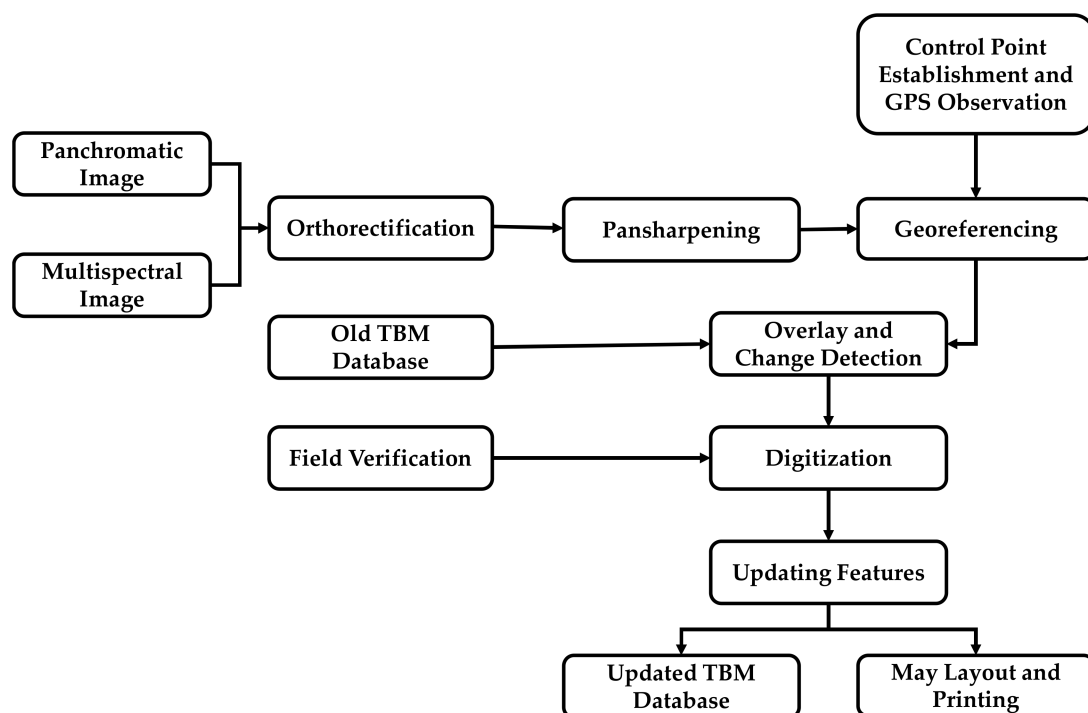 Control Point
Establishment and
GPS Observation
Panchromatic
Image
Orthorectification
Pansharpening
Georeferencing
Multispectral
Image
Old TBM
Database
Overlay and
Change Detection
Field Verification
Digitization
Updating Features
Updated TBM
Database
May Layout and
Printing